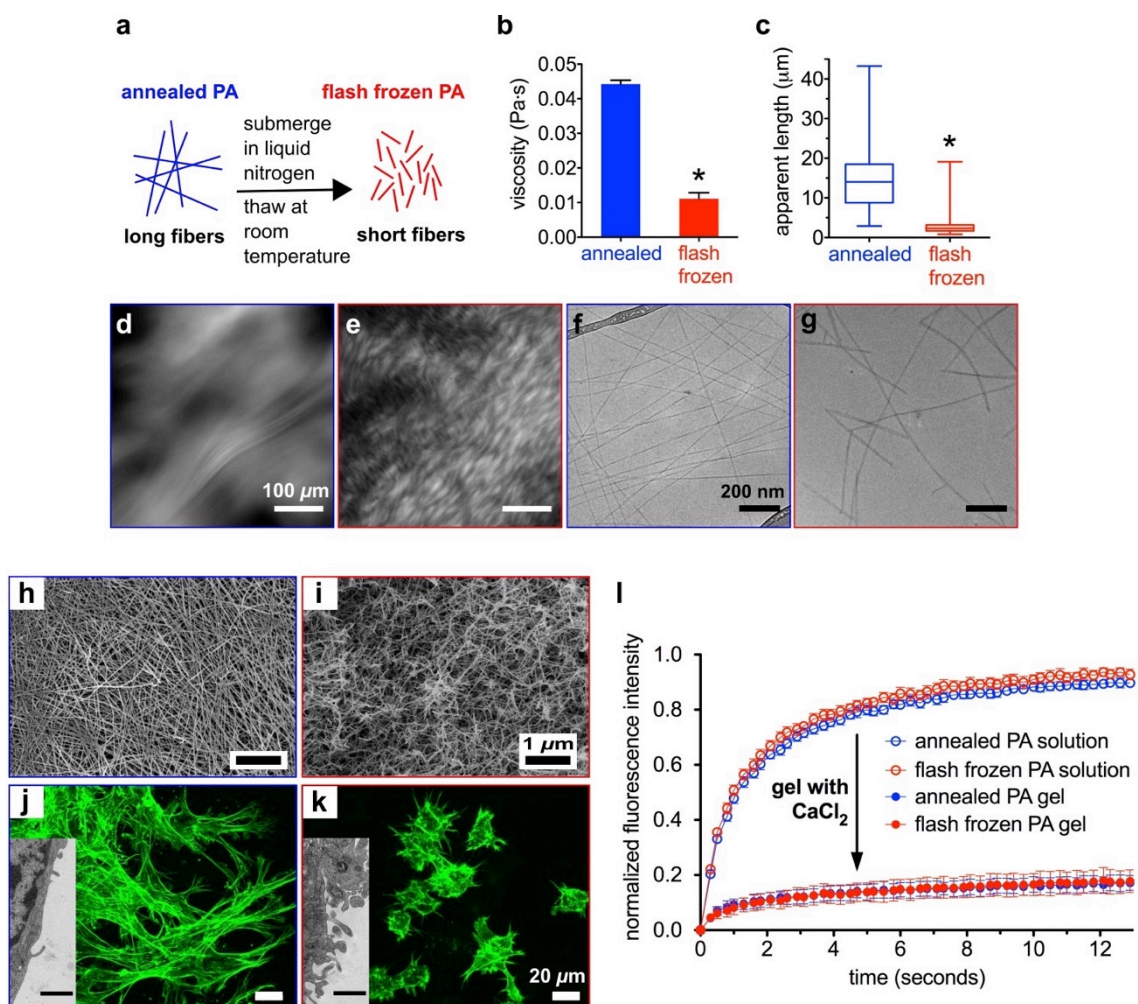 a
annealed PA
flash frozen PA
submerge
in liquid
nitrogen
thaw at
room
temperature
long fibers
short fibers
b
viscosity (Pa·s)
0.05
0.04
0.03
0.02
0.01
0.00
*
annealed
flash
frozen
c
apparent length (μm)
50
40
30
20
10
0
*
annealed
flash
frozen
d
100 μm
e
f
200 nm
g
h
i
1 μm
j
k
20 μm
l
normalized fluorescence intensity
1.0
0.8
0.6
0.4
0.2
0.0
gel with
CaCl₂
annealed PA solution
flash frozen PA solution
annealed PA gel
flash frozen PA gel
0 2 4 6 8 10 12
time (seconds)